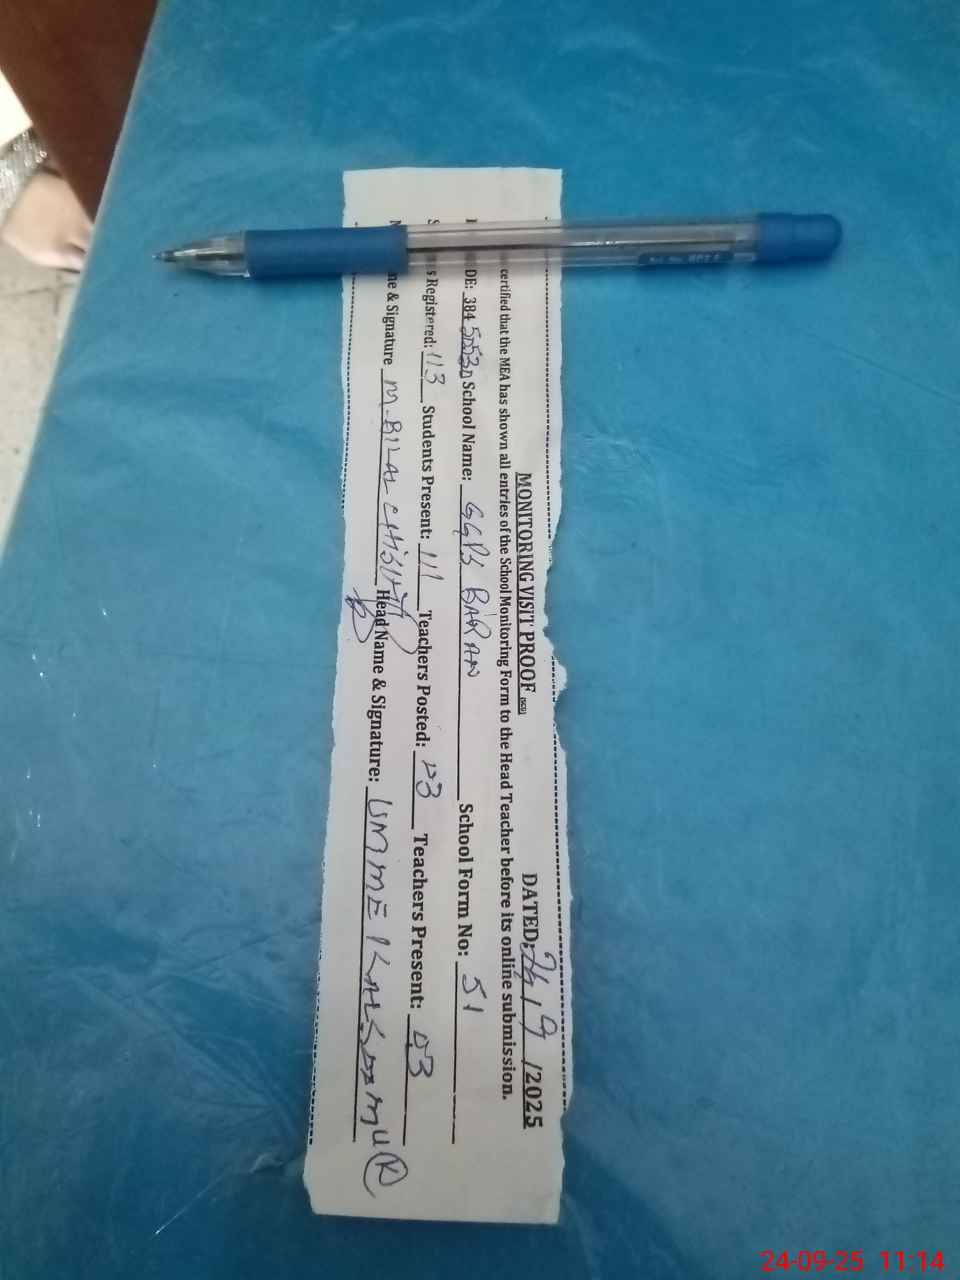 MONITORING VISIT PROOF DATED: 24/9/2025
certified that the MEA has shown all entries of the School Monitoring Form to the Head Teacher before its online submission.
DE: 384 School Name: GGPS BARAN School Form No: 51
s Registered: 113 Students Present: 111 Teachers Posted: 03 Teachers Present: 03
me & Signature M-BILAL CHISHTI Head Name & Signature: UMME KALSOOM
24-09-25 11:14